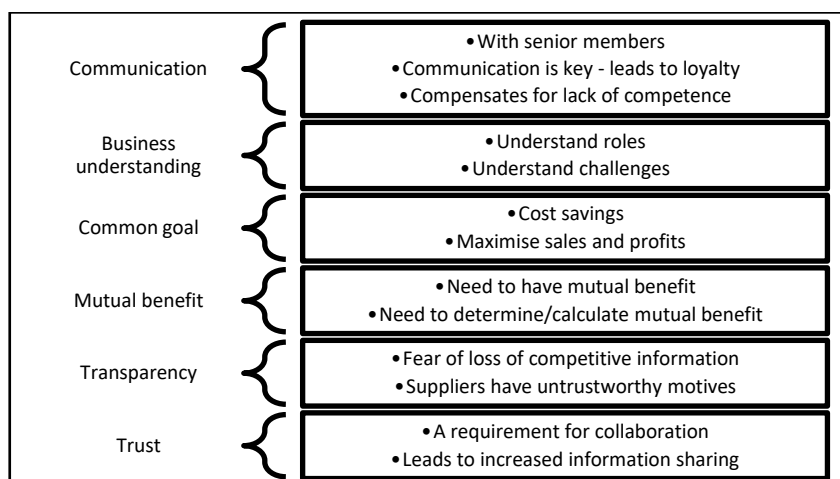 Communication
•With senior members
•Communication is key - leads to loyalty
•Compensates for lack of competence
Business
understanding
•Understand roles
•Understand challenges
Common goal
•Cost savings
•Maximise sales and profits
Mutual benefit
•Need to have mutual benefit
•Need to determine/calculate mutual benefit
Transparency
•Fear of loss of competitive information
•Suppliers have untrustworthy motives
Trust
•A requirement for collaboration
•Leads to increased information sharing